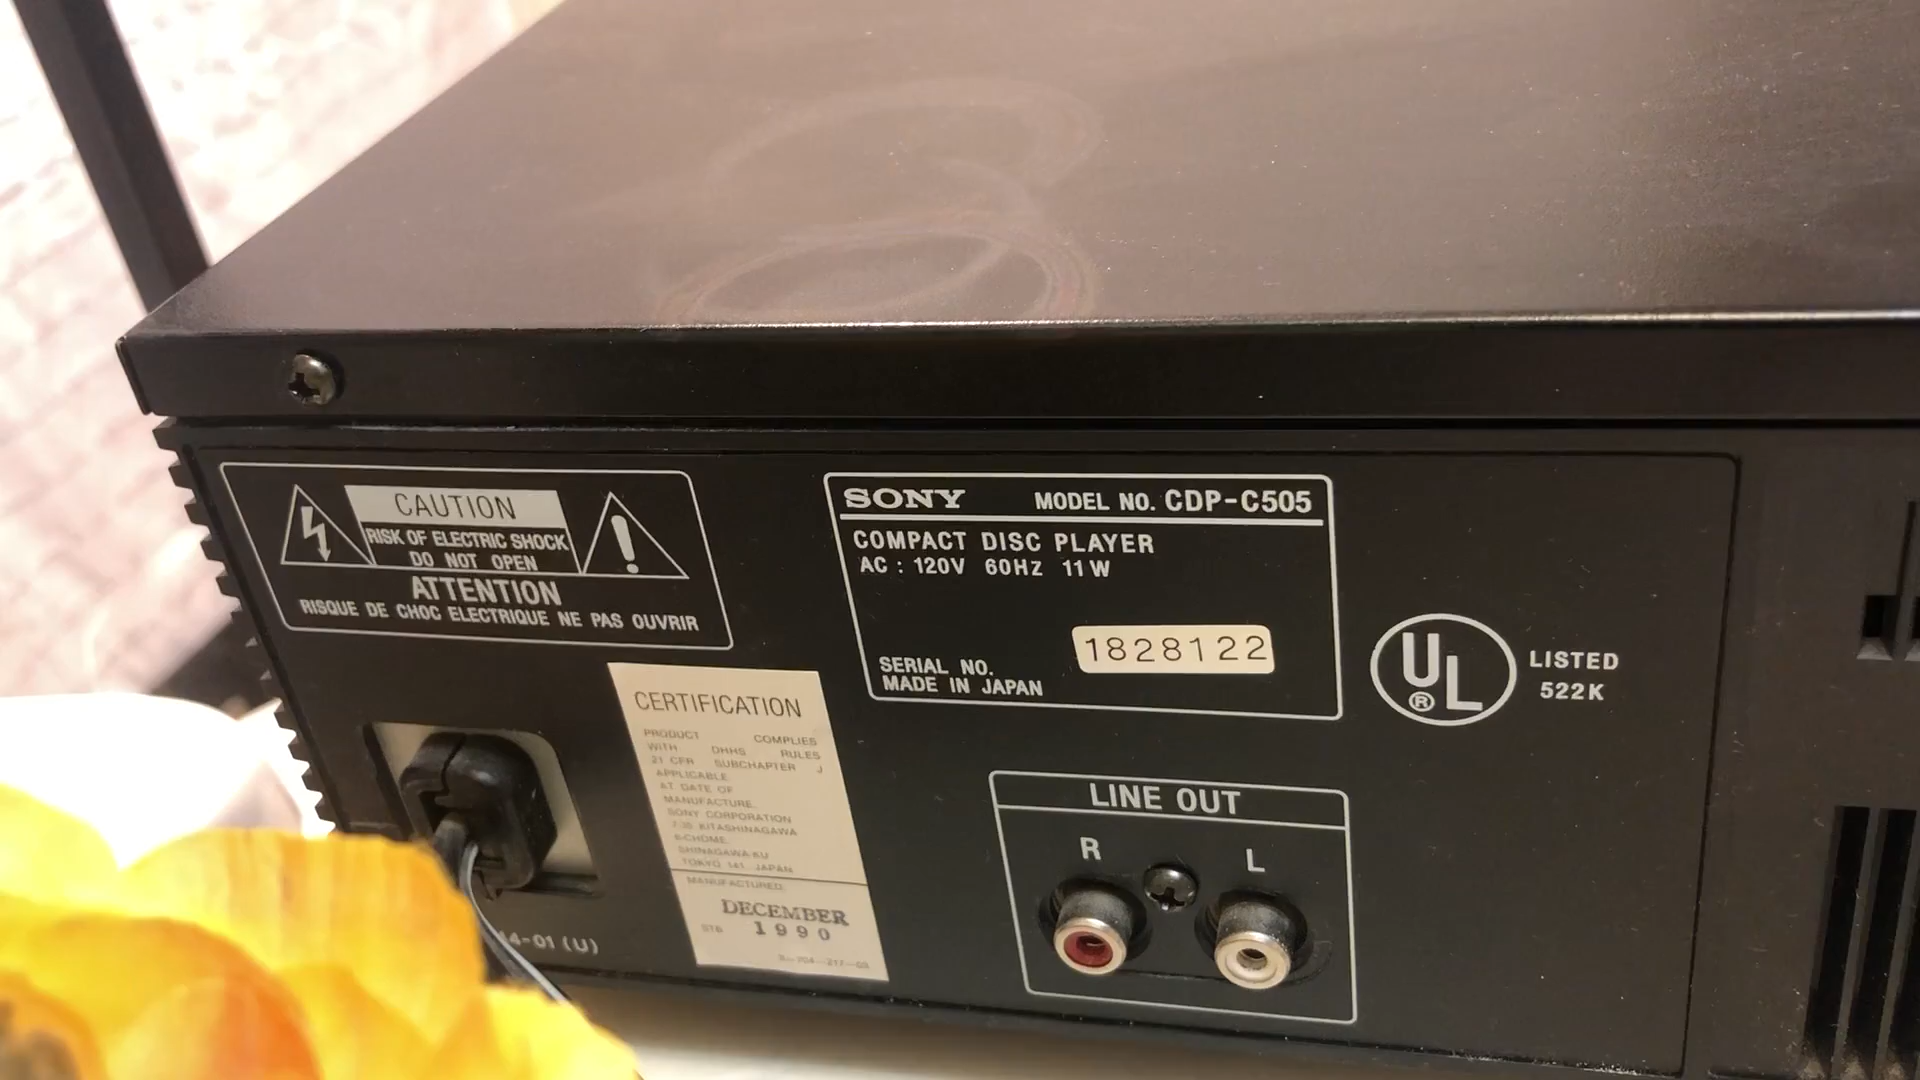 CAUTION
RISK OF ELECTRIC SHOCK
DO NOT OPEN
ATTENTION
RISQUE DE CHOC ELECTRIQUE NE PAS OUVRIR
SONY MODEL NO. CDP-C505
COMPACT DISC PLAYER
AC : 120V 60HZ 11W
1828122
SERIAL NO.
MADE IN JAPAN
UL
®
LISTED
522K
CERTIFICATION
PRODUCT COMPLIES
WITH DHHS RULES
21 CFR SUBCHAPTER J
APPLICABLE
AT DATE OF
MANUFACTURE.
SONY CORPORATION
7-35 KITASHINAGAWA
6-CHOME
SHINAGAWA-KU
TOKYO 141 JAPAN
MANUFACTURED:
DECEMBER
1990
LINE OUT
R L
4-01 (U)